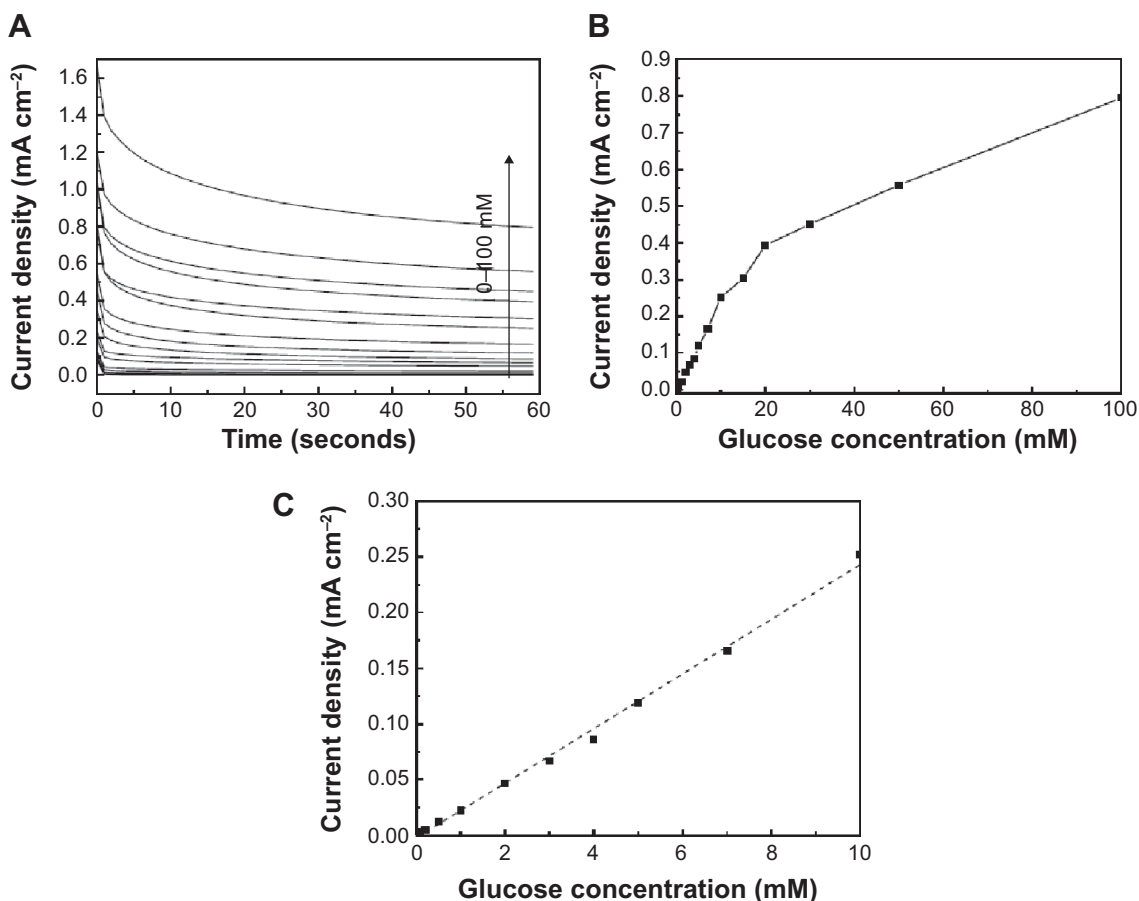 A
Current density (mA cm⁻²)
1.6
1.4
1.2
1.0
0.8
0.6
0.4
0.2
0.0
0 10 20 30 40 50 60
Time (seconds)
0–100 mM
B
Current density (mA cm⁻²)
0.9
0.8
0.7
0.6
0.5
0.4
0.3
0.2
0.1
0.0
0 20 40 60 80 100
Glucose concentration (mM)
C
Current density (mA cm⁻²)
0.30
0.25
0.20
0.15
0.10
0.05
0.00
0 2 4 6 8 10
Glucose concentration (mM)